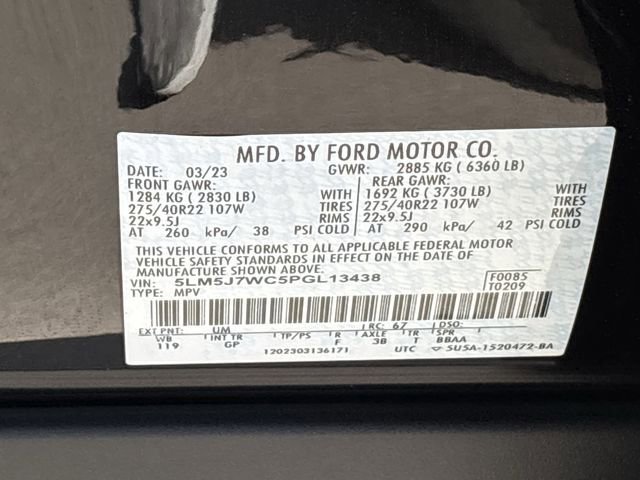 MFD. BY FORD MOTOR CO.
DATE: 03/23 GVWR: 2885 KG ( 6360 LB)
FRONT GAWR: REAR GAWR:
1284 KG ( 2830 LB) WITH 1692 KG ( 3730 LB) WITH
275/40R22 107W TIRES 275/40R22 107W TIRES
22x9.5J RIMS 22x9.5J RIMS
AT 260 kPa/ 38 PSI COLD AT 290 kPa/ 42 PSI COLD
THIS VEHICLE CONFORMS TO ALL APPLICABLE FEDERAL MOTOR
VEHICLE SAFETY STANDARDS IN EFFECT ON THE DATE OF
MANUFACTURE SHOWN ABOVE.
VIN: 5LM5J7WC5PGL13438 F0085
TYPE: MPV T0209
EXT PNT: UM RC: 67 DSO:
WB INT TR TP/PS R AXLE TR S
119 GP F 3B T BBAA
1202303136171 UTC 5U5A-1520472-BA